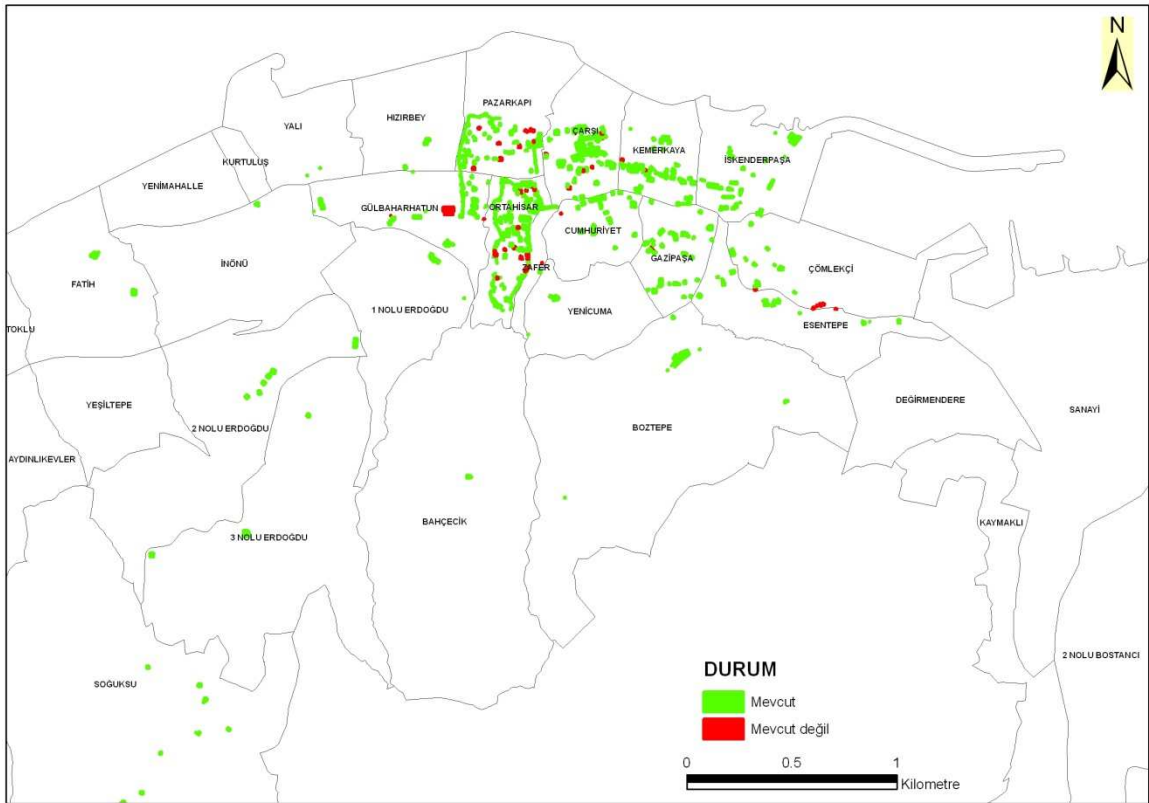 N
PAZARKAPI
HIZIRBEY
YALI
ÇARŞI
KEMERKAYA
İSKENDERPAŞA
KURTULUŞ
YENİMAHALLE
GÜLBAHARHATUN
ORTAHİSAR
CUMHURİYET
GAZİPAŞA
ÇÖMLEKÇİ
İNÖNÜ
ZAFER
FATİH
1 NOLU ERDOĞDU
YENİCUMA
ESENTEPE
TOKLU
YEŞİLTEPE
DEĞİRMENDERE
SANAYİ
2 NOLU ERDOĞDU
BOZTEPE
AYDINLIKEVLER
BAHÇECİK
KAYMAKLI
3 NOLU ERDOĞDU
2 NOLU BOSTANCI
SOĞUKSU
DURUM
Mevcut
Mevcut değil
0 0.5 1
Kilometre